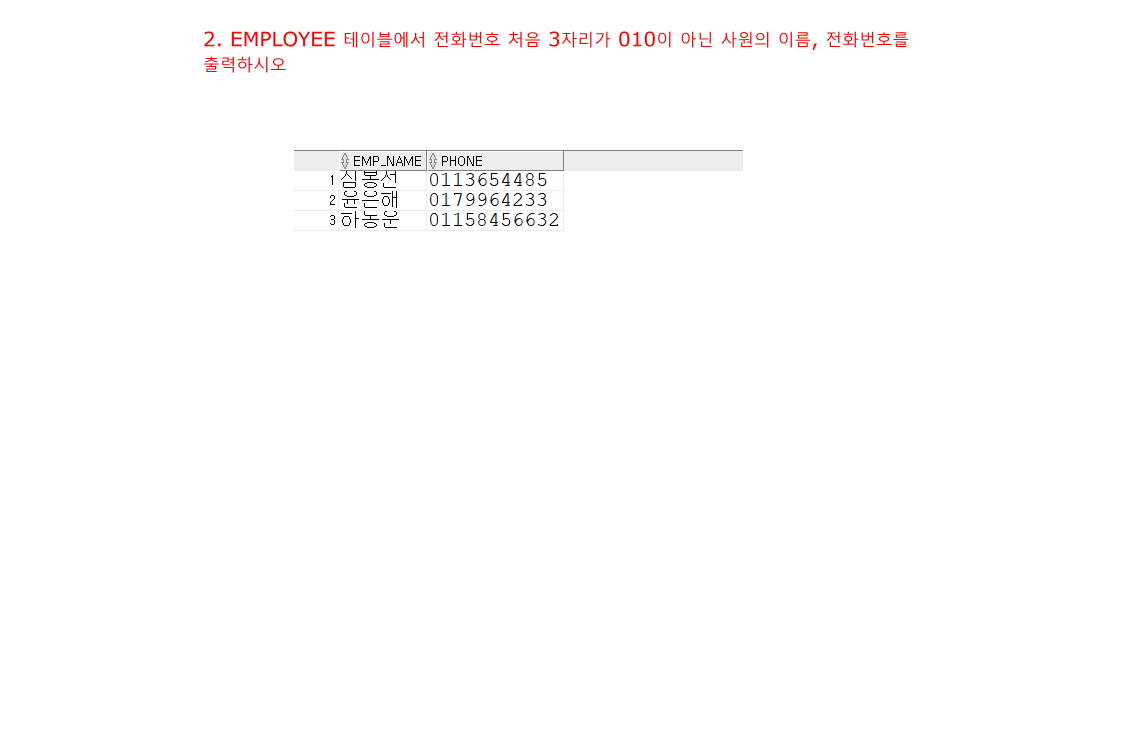 2. EMPLOYEE 테이블에서 전화번호 처음 3자리가 010이 아닌 사원의 이름, 전화번호를
출력하시오
EMP_NAME PHONE
1 심봉선 0113654485
2 윤은해 0179964233
3 하동운 01158456632